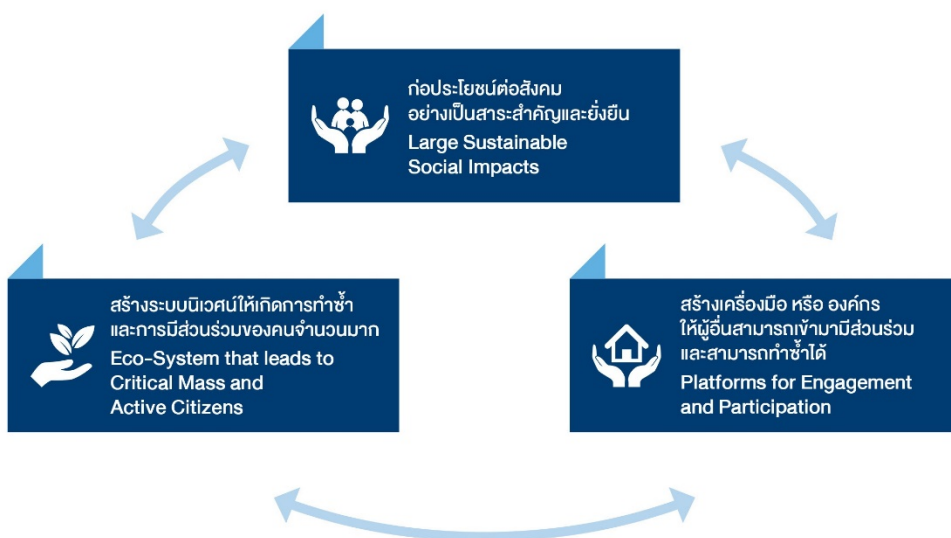 ก่อประโยชน์ต่อสังคม
อย่างเป็นสาระสำคัญและยั่งยืน
Large Sustainable
Social Impacts
สร้างระบบนิเวศน์ให้เกิดการทำซ้ำ
และการมีส่วนร่วมของคนจำนวนมาก
Eco-System that leads to
Critical Mass and
Active Citizens
สร้างเครื่องมือ หรือ องค์กร
ให้ผู้อื่นสามารถเข้ามามีส่วนร่วม
และสามารถทำซ้ำได้
Platforms for Engagement
and Participation